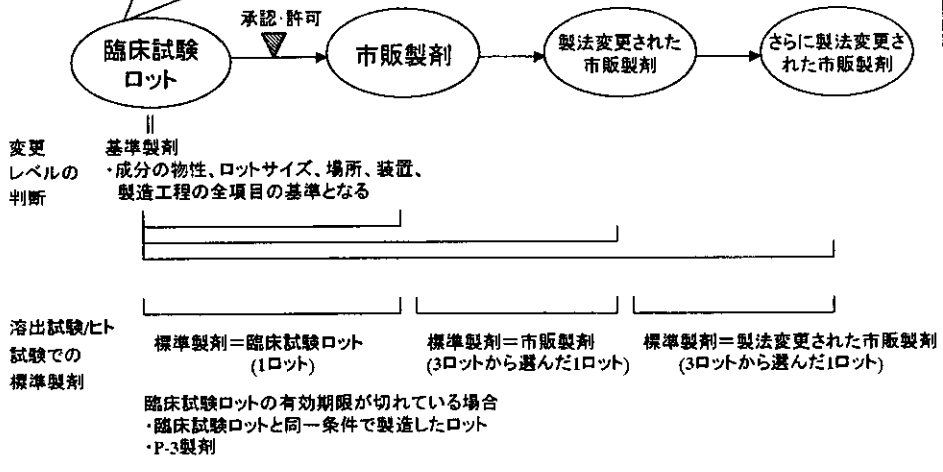 承認・許可
臨床試験
ロット
市販製剤
製法変更された
市販製剤
さらに製法変更さ
れた市販製剤
変更
レベルの
判断
基準製剤
・成分の物性、ロットサイズ、場所、装置、
製造工程の全項目の基準となる
溶出試験/ヒト
試験での
標準製剤
標準製剤＝臨床試験ロット
(1ロット)
標準製剤＝市販製剤
(3ロットから選んだ1ロット)
標準製剤＝製法変更された市販製剤
(3ロットから選んだ1ロット)
臨床試験ロットの有効期限が切れている場合
・臨床試験ロットと同一条件で製造したロット
・P-3製剤